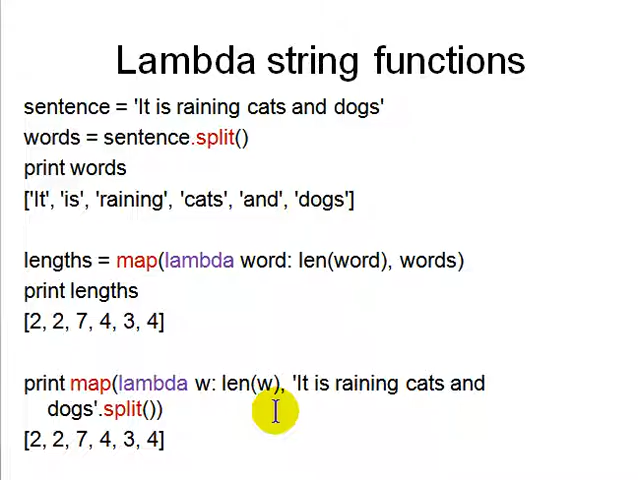 Lambda string functions
sentence = 'It is raining cats and dogs'
words = sentence.split()
print words
['It', 'is', 'raining', 'cats', 'and', 'dogs']
lengths = map(lambda word: len(word), words)
print lengths
[2, 2, 7, 4, 3, 4]
print map(lambda w: len(w), 'It is raining cats and
dogs'.split())
[2, 2, 7, 4, 3, 4]